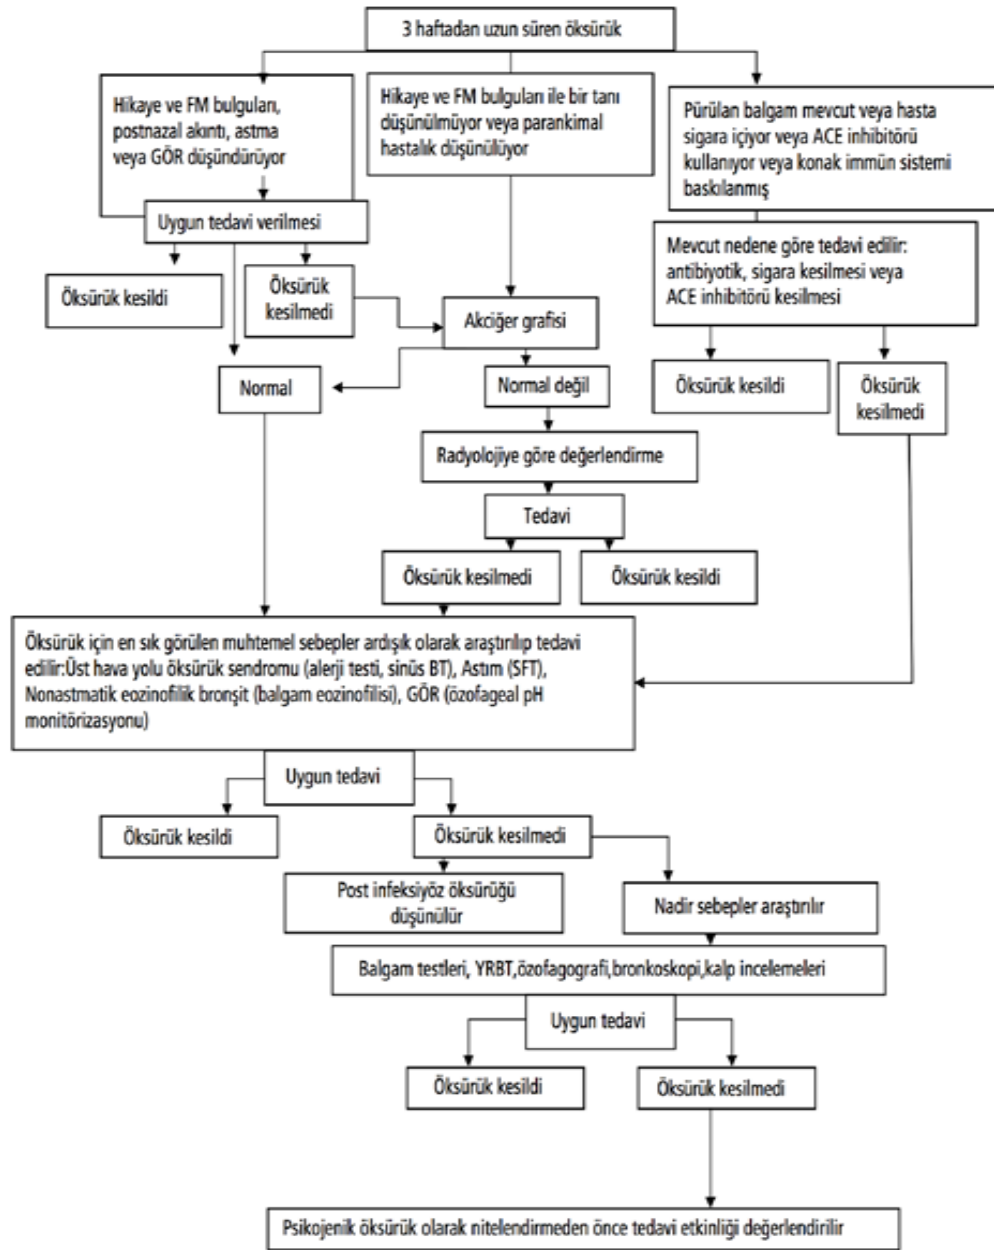 3 haftadan uzun süren öksürük
Hikaye ve FM bulguları,
postnazal akıntı, astma
veya GÖR düşündürüyor
Hikaye ve FM bulguları ile bir tanı
düşünülmüyor veya parankimal
hastalık düşünülüyor
Pürülan balgam mevcut veya hasta
sigara içiyor veya ACE inhibitörü
kullanıyor veya konak immün sistemi
baskılanmış
Uygun tedavi verilmesi
Mevcut nedene göre tedavi edilir:
antibiyotik, sigara kesilmesi veya
ACE inhibitörü kesilmesi
Öksürük kesildi
Öksürük
kesilmedi
Akciğer grafisi
Normal
Normal değil
Öksürük kesildi
Öksürük
kesilmedi
Radyolojiye göre değerlendirme
Tedavi
Öksürük kesilmedi
Öksürük kesildi
Öksürük için en sık görülen muhtemel sebepler ardışık olarak araştırılıp tedavi
edilir:Üst hava yolu öksürük sendromu (alerji testi, sinüs BT), Astım (SFT),
Nonastmatik eozinofilik bronşit (balgam eozinofilisi), GÖR (özofageal pH
monitörizasyonu)
Uygun tedavi
Öksürük kesildi
Öksürük kesilmedi
Post infeksiyöz öksürüğü
düşünülür
Nadir sebepler araştırılır
Balgam testleri, YRBT,özofagografi,bronkoskopi,kalp incelemeleri
Uygun tedavi
Öksürük kesildi
Öksürük kesilmedi
Psikojenik öksürük olarak nitelendirmeden önce tedavi etkinliği değerlendirilir